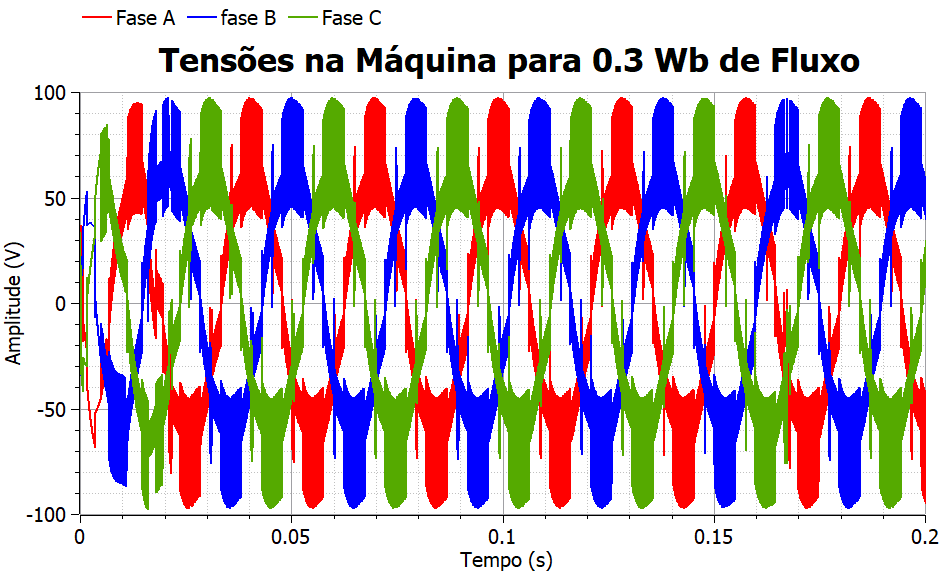 Fase A fase B Fase C
Tensões na Máquina para 0.3 Wb de Fluxo
Amplitude (V)
100
50
0
-50
-100
0 0.05 0.1 0.15 0.2
Tempo (s)